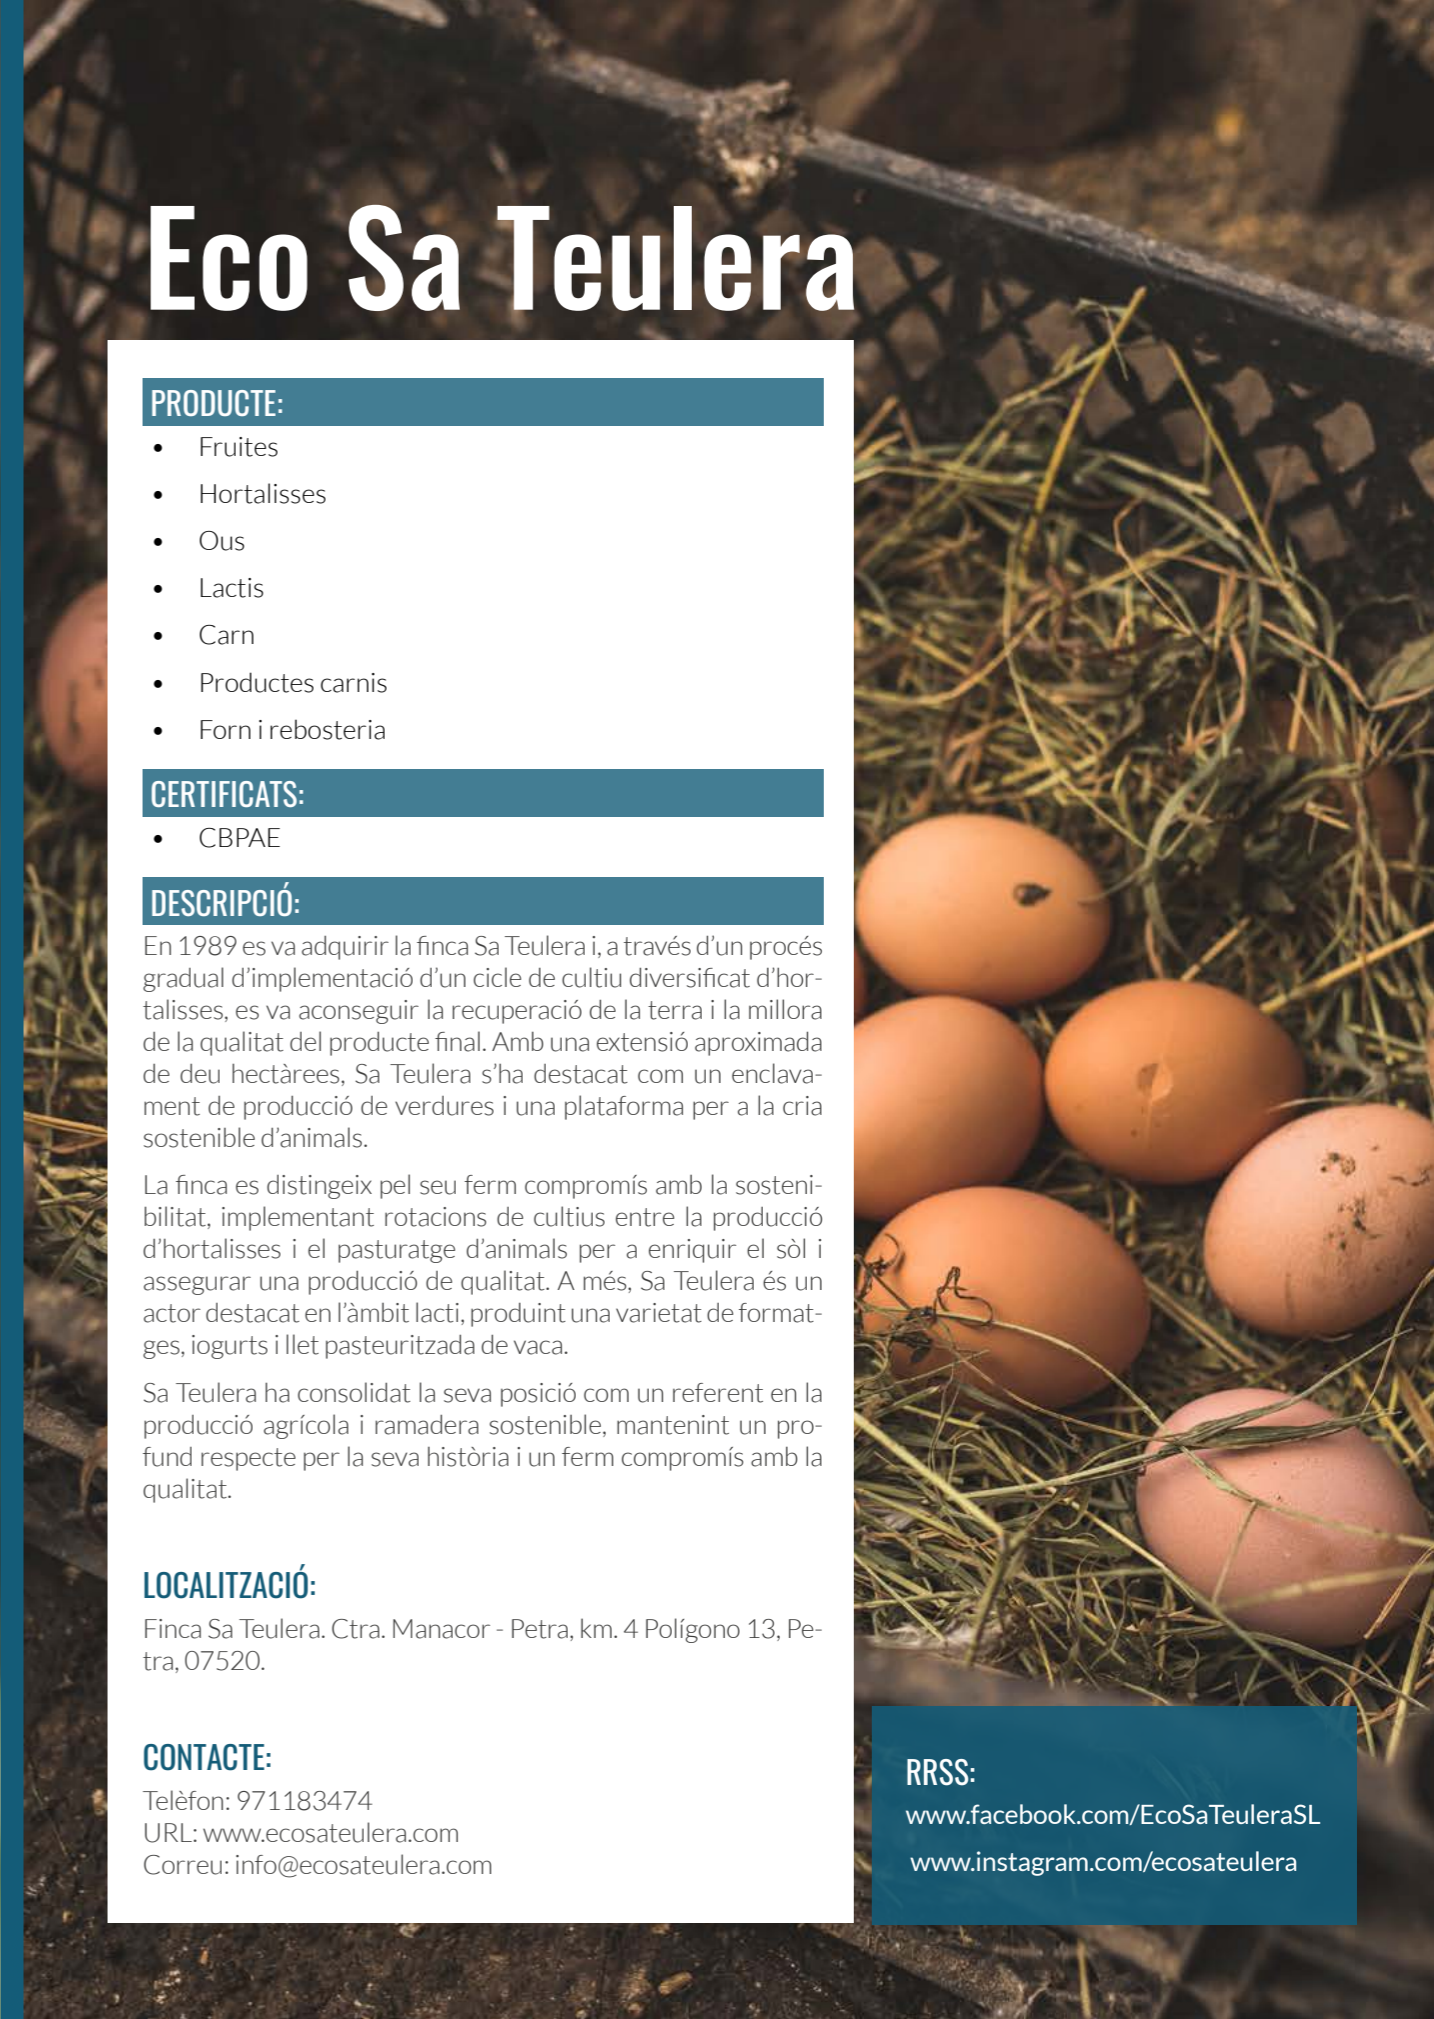 Eco Sa Teulera
PRODUCTE:
• Fruites
• Hortalisses
• Ous
• Lactis
• Carn
• Productes carnis
• Forn i rebosteria
CERTIFICATS:
• CBPAE
DESCRIPCIÓ:
En 1989 es va adquirir la finca Sa Teulera i, a través d’un procés
gradual d’implementació d’un cicle de cultiu diversificat d’hor-
talisses, es va aconseguir la recuperació de la terra i la millora
de la qualitat del producte final. Amb una extensió aproximada
de deu hectàrees, Sa Teulera s’ha destacat com un enclava-
ment de producció de verdures i una plataforma per a la cria
sostenible d’animals.
La finca es distingeix pel seu ferm compromís amb la sosteni-
bilitat, implementant rotacions de cultius entre la producció
d’hortalisses i el pasturatge d’animals per a enriquir el sòl i
assegurar una producció de qualitat. A més, Sa Teulera és un
actor destacat en l’àmbit lacti, produint una varietat de format-
ges, iogurts i llet pasteuritzada de vaca.
Sa Teulera ha consolidat la seva posició com un referent en la
producció agrícola i ramadera sostenible, mantenint un pro-
fund respecte per la seva història i un ferm compromís amb la
qualitat.
LOCALITZACIÓ:
Finca Sa Teulera. Ctra. Manacor - Petra, km. 4 Polígono 13, Pe-
tra, 07520.
CONTACTE:
Telèfon: 971183474
URL: www.ecosateulera.com
Correu: info@ecosateulera.com
RRSS:
www.facebook.com/EcoSaTeuleraSL
www.instagram.com/ecosateulera